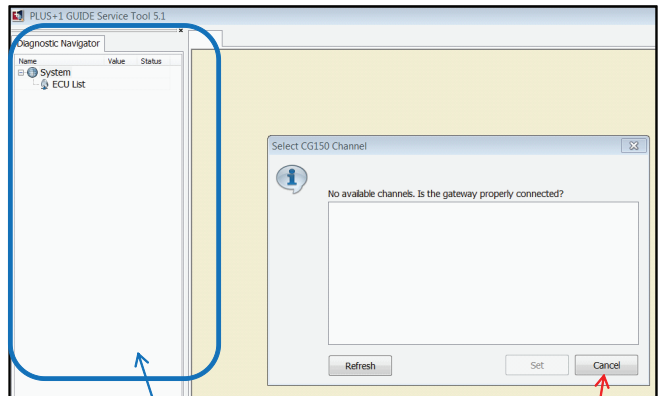 PLUS+1 GUIDE Service Tool 5.1
Diagnostic Navigator
Name Value Status
System
ECU List
Select CG150 Channel
No available channels. Is the gateway properly connected?
Refresh Set Cancel